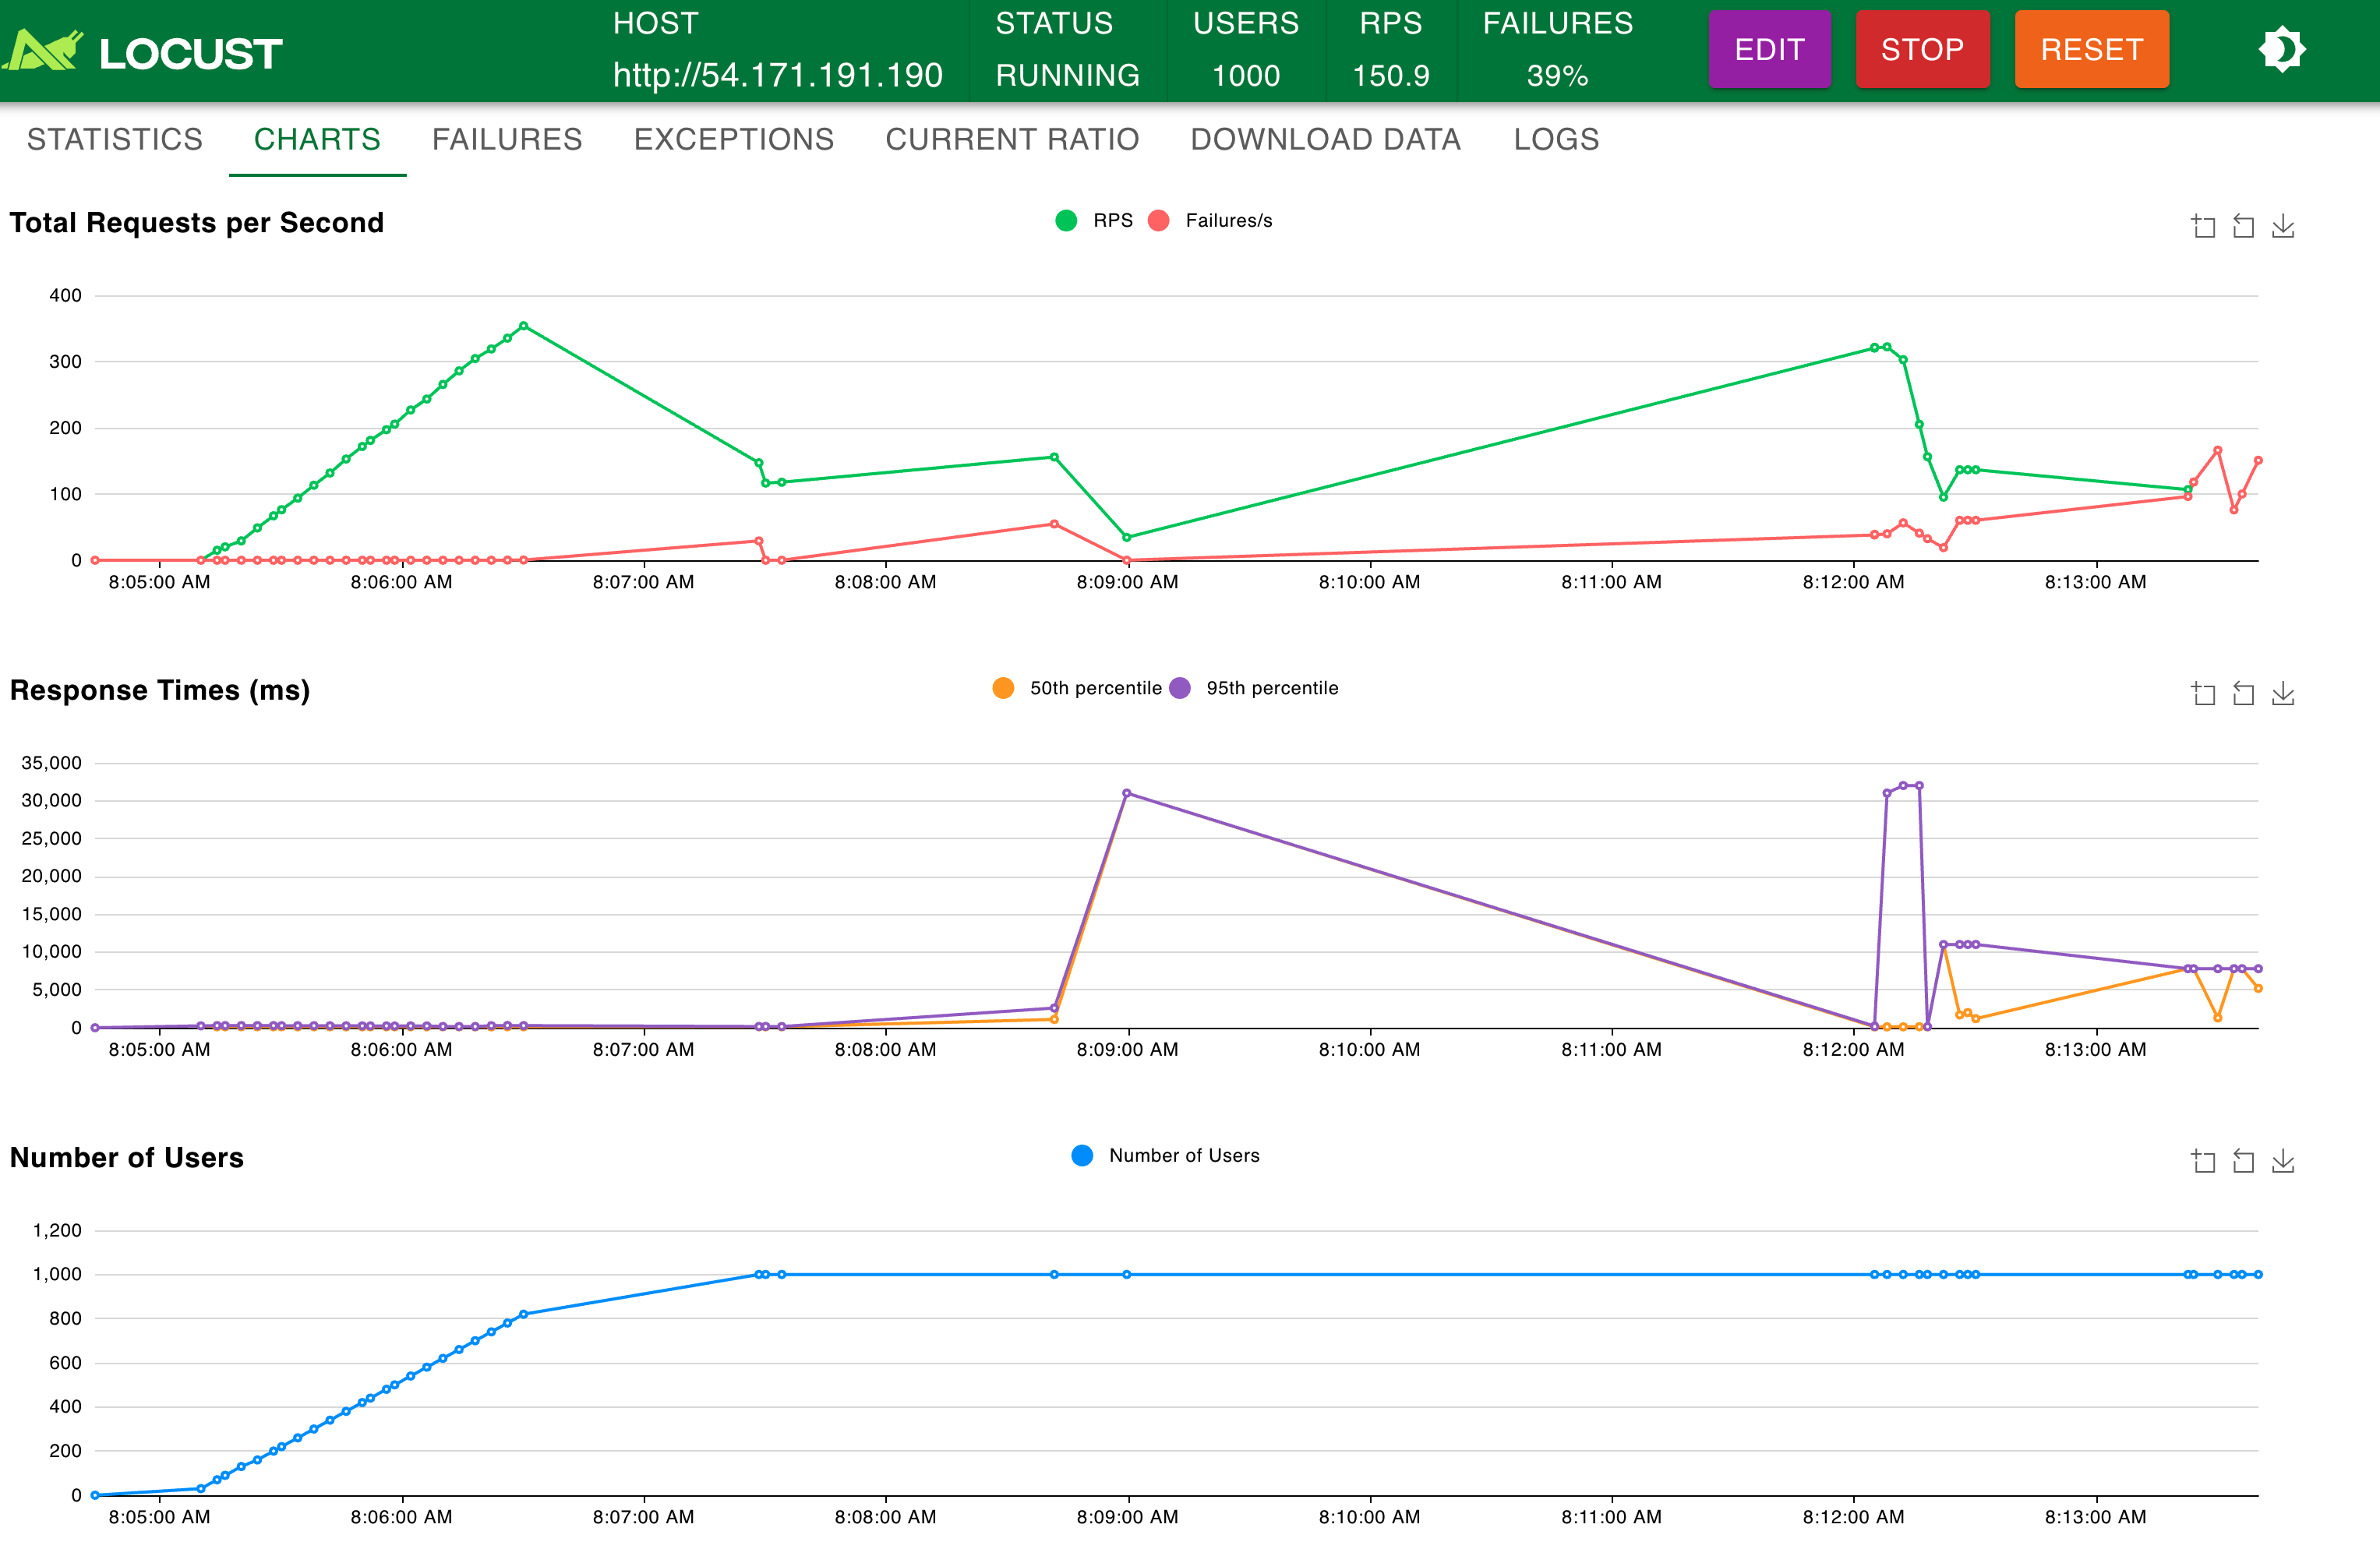 LOCUST
HOST
http://54.171.191.190
STATUS
RUNNING
USERS
1000
RPS
150.9
FAILURES
39%
EDIT
STOP
RESET
STATISTICS CHARTS FAILURES EXCEPTIONS CURRENT RATIO DOWNLOAD DATA LOGS
Total Requests per Second
RPS Failures/s
400
300
200
100
0
8:05:00 AM 8:06:00 AM 8:07:00 AM 8:08:00 AM 8:09:00 AM 8:10:00 AM 8:11:00 AM 8:12:00 AM 8:13:00 AM
Response Times (ms)
50th percentile 95th percentile
35,000
30,000
25,000
20,000
15,000
10,000
5,000
0
8:05:00 AM 8:06:00 AM 8:07:00 AM 8:08:00 AM 8:09:00 AM 8:10:00 AM 8:11:00 AM 8:12:00 AM 8:13:00 AM
Number of Users
Number of Users
1,200
1,000
800
600
400
200
0
8:05:00 AM 8:06:00 AM 8:07:00 AM 8:08:00 AM 8:09:00 AM 8:10:00 AM 8:11:00 AM 8:12:00 AM 8:13:00 AM